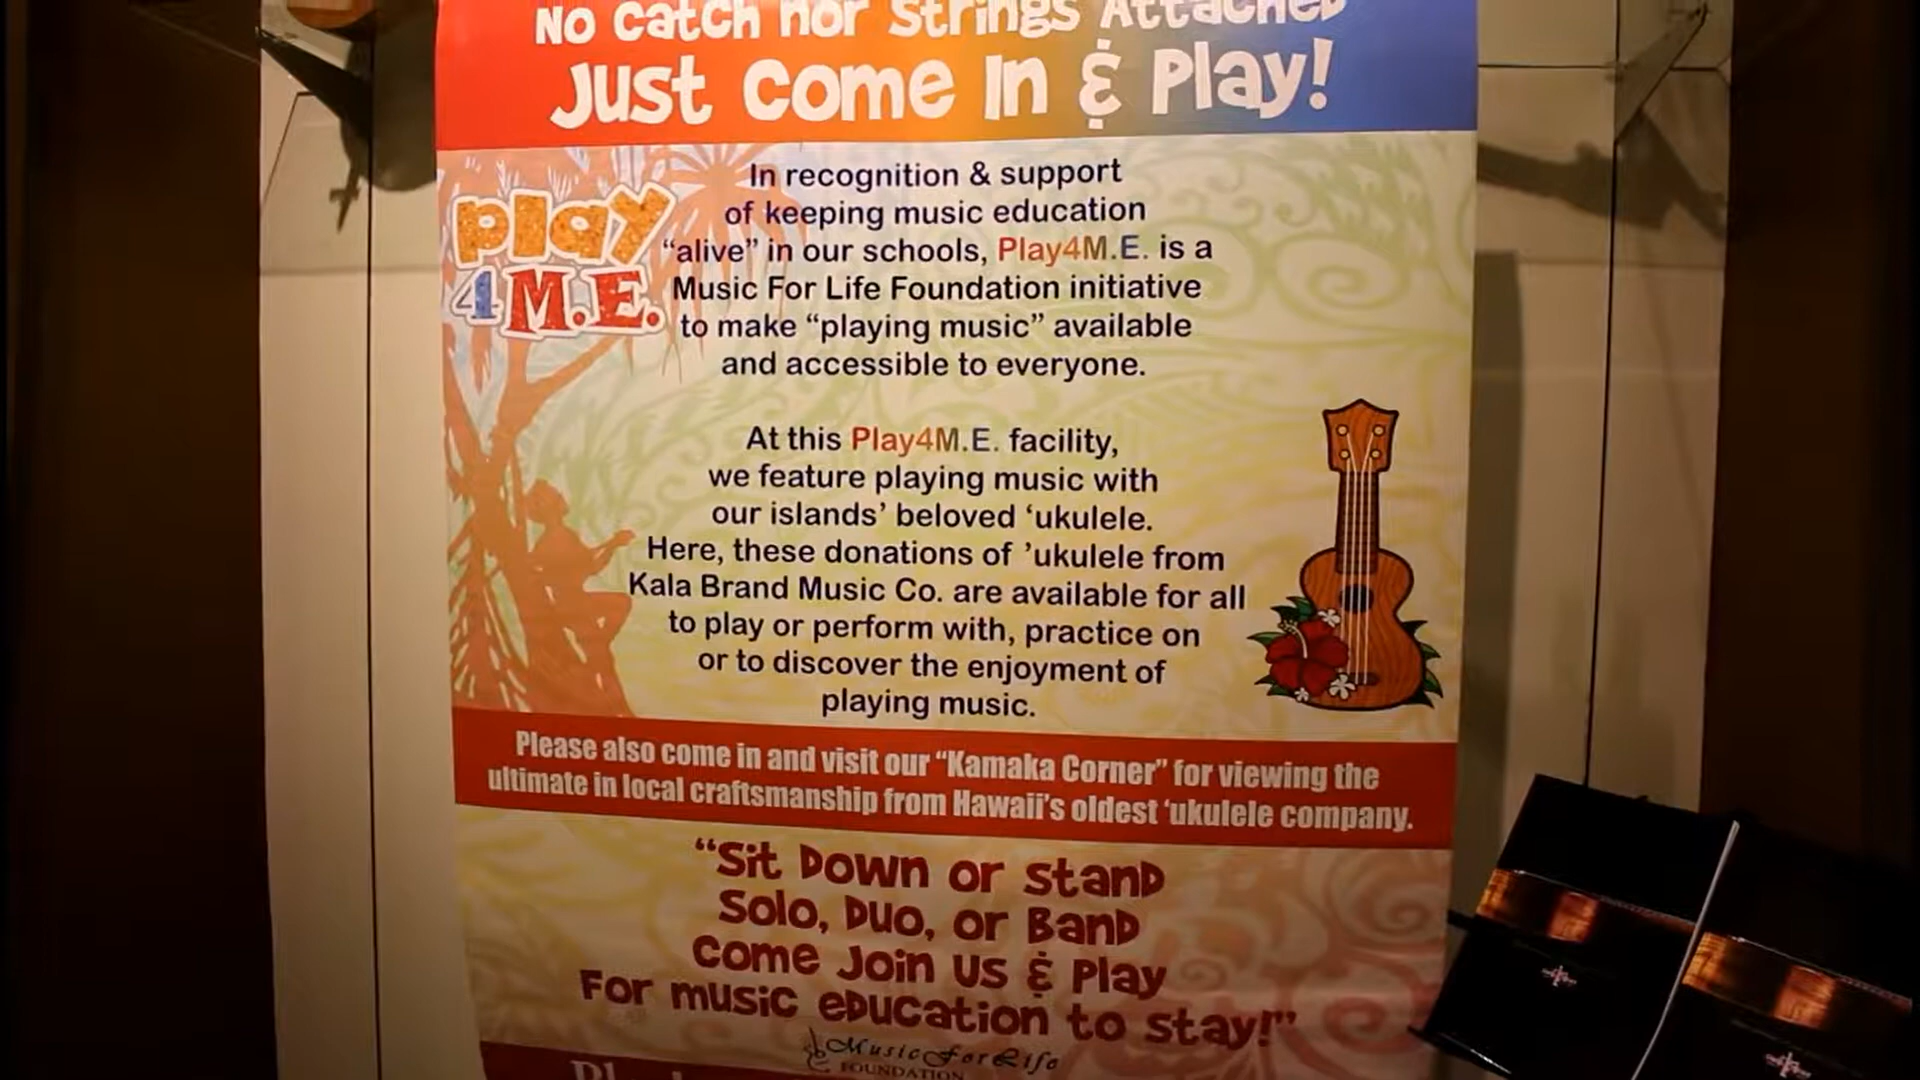 No Catch nor Strings Attached
Just Come In & Play!
play
4 M.E.
In recognition & support
of keeping music education
“alive” in our schools, Play4M.E. is a
Music For Life Foundation initiative
to make “playing music” available
and accessible to everyone.
At this Play4M.E. facility,
we feature playing music with
our islands’ beloved ‘ukulele.
Here, these donations of ’ukulele from
Kala Brand Music Co. are available for all
to play or perform with, practice on
or to discover the enjoyment of
playing music.
Please also come in and visit our “Kamaka Corner” for viewing the
ultimate in local craftsmanship from Hawaii’s oldest ‘ukulele company.
“Sit Down or Stand
Solo, Duo, or Band
Come Join Us & Play
For music education to stay!”
Music For Life
FOUNDATION